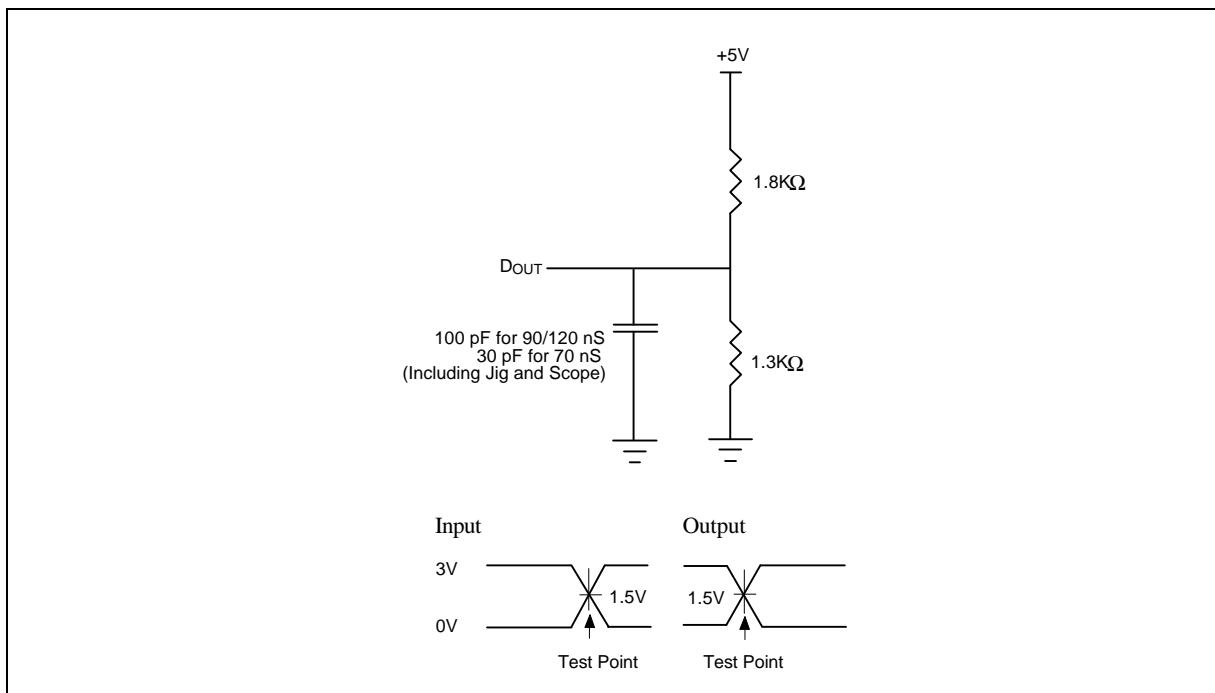 +5V
1.8KΩ
DOUT
100 pF for 90/120 nS
30 pF for 70 nS
(Including Jig and Scope)
1.3KΩ
Input
Output
3V
1.5V
1.5V
0V
Test Point
Test Point